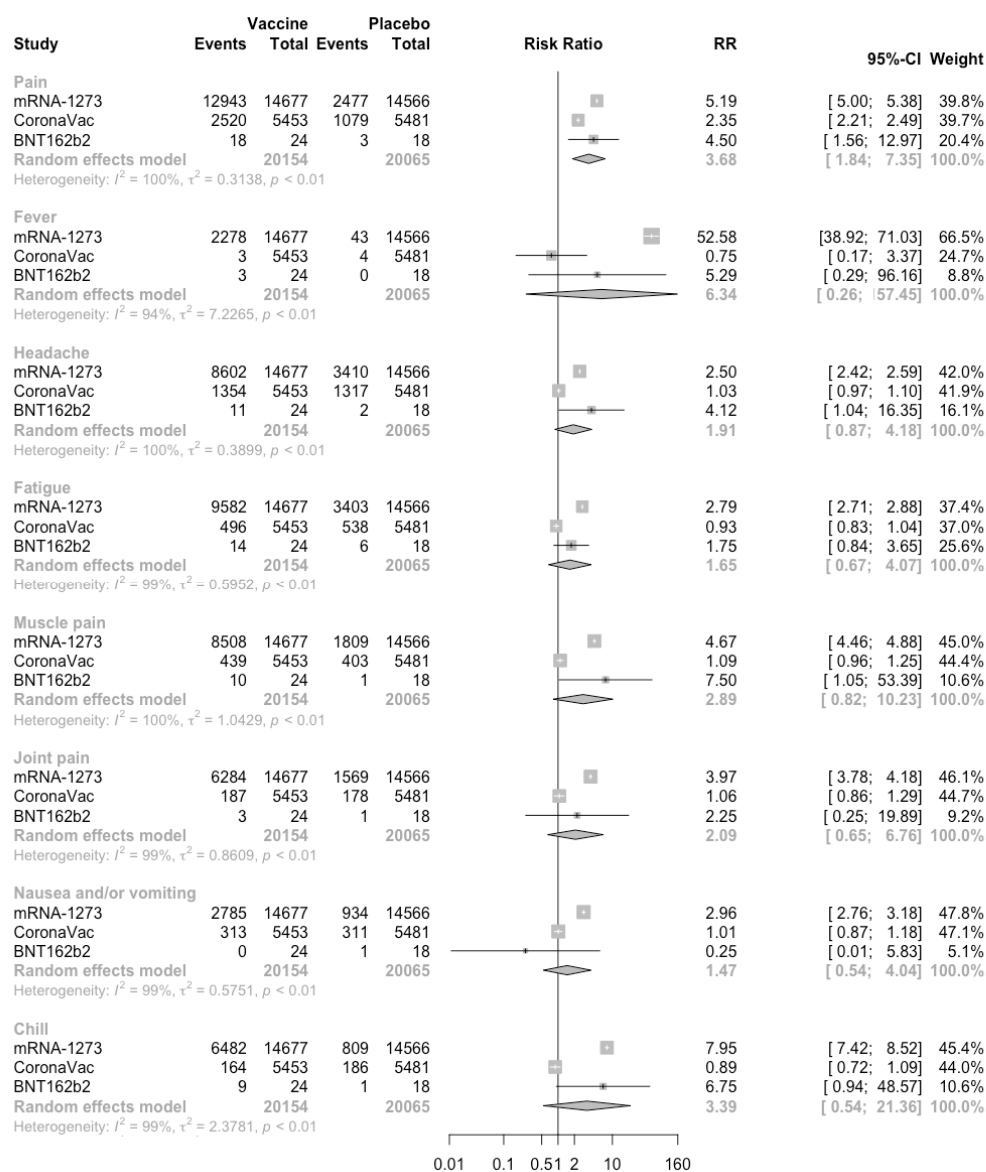 Vaccine Placebo
Study Events Total Events Total Risk Ratio RR 95%-CI Weight
Pain
mRNA-1273 12943 14677 2477 14566 5.19 [ 5.00; 5.38] 39.8%
CoronaVac 2520 5453 1079 5481 2.35 [ 2.21; 2.49] 39.7%
BNT162b2 18 24 3 18 4.50 [ 1.56; 12.97] 20.4%
Random effects model 20154 20065 3.68 [ 1.84; 7.35] 100.0%
Heterogeneity: I² = 100%, τ² = 0.3138, p < 0.01
Fever
mRNA-1273 2278 14677 43 14566 52.58 [38.92; 71.03] 66.5%
CoronaVac 3 5453 4 5481 0.75 [ 0.17; 3.37] 24.7%
BNT162b2 3 24 0 18 5.29 [ 0.29; 96.16] 8.8%
Random effects model 20154 20065 6.34 [ 0.26; 57.45] 100.0%
Heterogeneity: I² = 94%, τ² = 7.2265, p < 0.01
Headache
mRNA-1273 8602 14677 3410 14566 2.50 [ 2.42; 2.59] 42.0%
CoronaVac 1354 5453 1317 5481 1.03 [ 0.97; 1.10] 41.9%
BNT162b2 11 24 2 18 4.12 [ 1.04; 16.35] 16.1%
Random effects model 20154 20065 1.91 [ 0.87; 4.18] 100.0%
Heterogeneity: I² = 100%, τ² = 0.3899, p < 0.01
Fatigue
mRNA-1273 9582 14677 3403 14566 2.79 [ 2.71; 2.88] 37.4%
CoronaVac 496 5453 538 5481 0.93 [ 0.83; 1.04] 37.0%
BNT162b2 14 24 6 18 1.75 [ 0.84; 3.65] 25.6%
Random effects model 20154 20065 1.65 [ 0.67; 4.07] 100.0%
Heterogeneity: I² = 99%, τ² = 0.5952, p < 0.01
Muscle pain
mRNA-1273 8508 14677 1809 14566 4.67 [ 4.46; 4.88] 45.0%
CoronaVac 439 5453 403 5481 1.09 [ 0.96; 1.25] 44.4%
BNT162b2 10 24 1 18 7.50 [ 1.05; 53.39] 10.6%
Random effects model 20154 20065 2.89 [ 0.82; 10.23] 100.0%
Heterogeneity: I² = 100%, τ² = 1.0429, p < 0.01
Joint pain
mRNA-1273 6284 14677 1569 14566 3.97 [ 3.78; 4.18] 46.1%
CoronaVac 187 5453 178 5481 1.06 [ 0.86; 1.29] 44.7%
BNT162b2 3 24 1 18 2.25 [ 0.25; 19.89] 9.2%
Random effects model 20154 20065 2.09 [ 0.65; 6.76] 100.0%
Heterogeneity: I² = 99%, τ² = 0.8609, p < 0.01
Nausea and/or vomiting
mRNA-1273 2785 14677 934 14566 2.96 [ 2.76; 3.18] 47.8%
CoronaVac 313 5453 311 5481 1.01 [ 0.87; 1.18] 47.1%
BNT162b2 0 24 1 18 0.25 [ 0.01; 5.83] 5.1%
Random effects model 20154 20065 1.47 [ 0.54; 4.04] 100.0%
Heterogeneity: I² = 99%, τ² = 0.5751, p < 0.01
Chill
mRNA-1273 6482 14677 809 14566 7.95 [ 7.42; 8.52] 45.4%
CoronaVac 164 5453 186 5481 0.89 [ 0.72; 1.09] 44.0%
BNT162b2 9 24 1 18 6.75 [ 0.94; 48.57] 10.6%
Random effects model 20154 20065 3.39 [ 0.54; 21.36] 100.0%
Heterogeneity: I² = 99%, τ² = 2.3781, p < 0.01
0.01 0.1 0.5 1 2 10 160